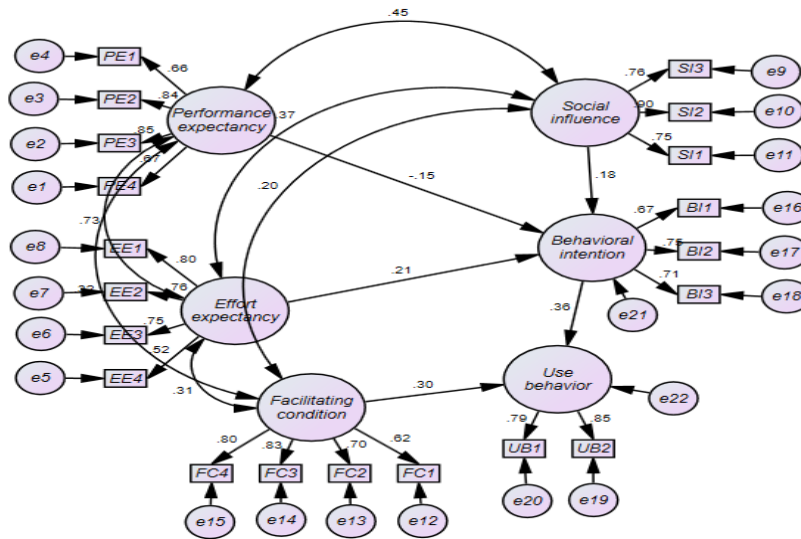 .45
e4
PE1
.66
e3
PE2
.84
Performance
expectancy
.37
e2
PE3
.85
e1
PE4
.67
.76
SI3
e9
Social
influence
.90
SI2
e10
.75
SI1
e11
.20
-.15
.18
.73
e8
EE1
.80
e7
.32
EE2
.76
Effort
expectancy
e6
EE3
.75
e5
EE4
.52
.31
.21
Behavioral
intention
.67
BI1
e16
.75
BI2
e17
.71
BI3
e18
e21
.36
Facilitating
condition
.30
Use
behavior
e22
.80
.83
.70
.62
FC4
FC3
FC2
FC1
e15
e14
e13
e12
.79
.85
UB1
UB2
e20
e19